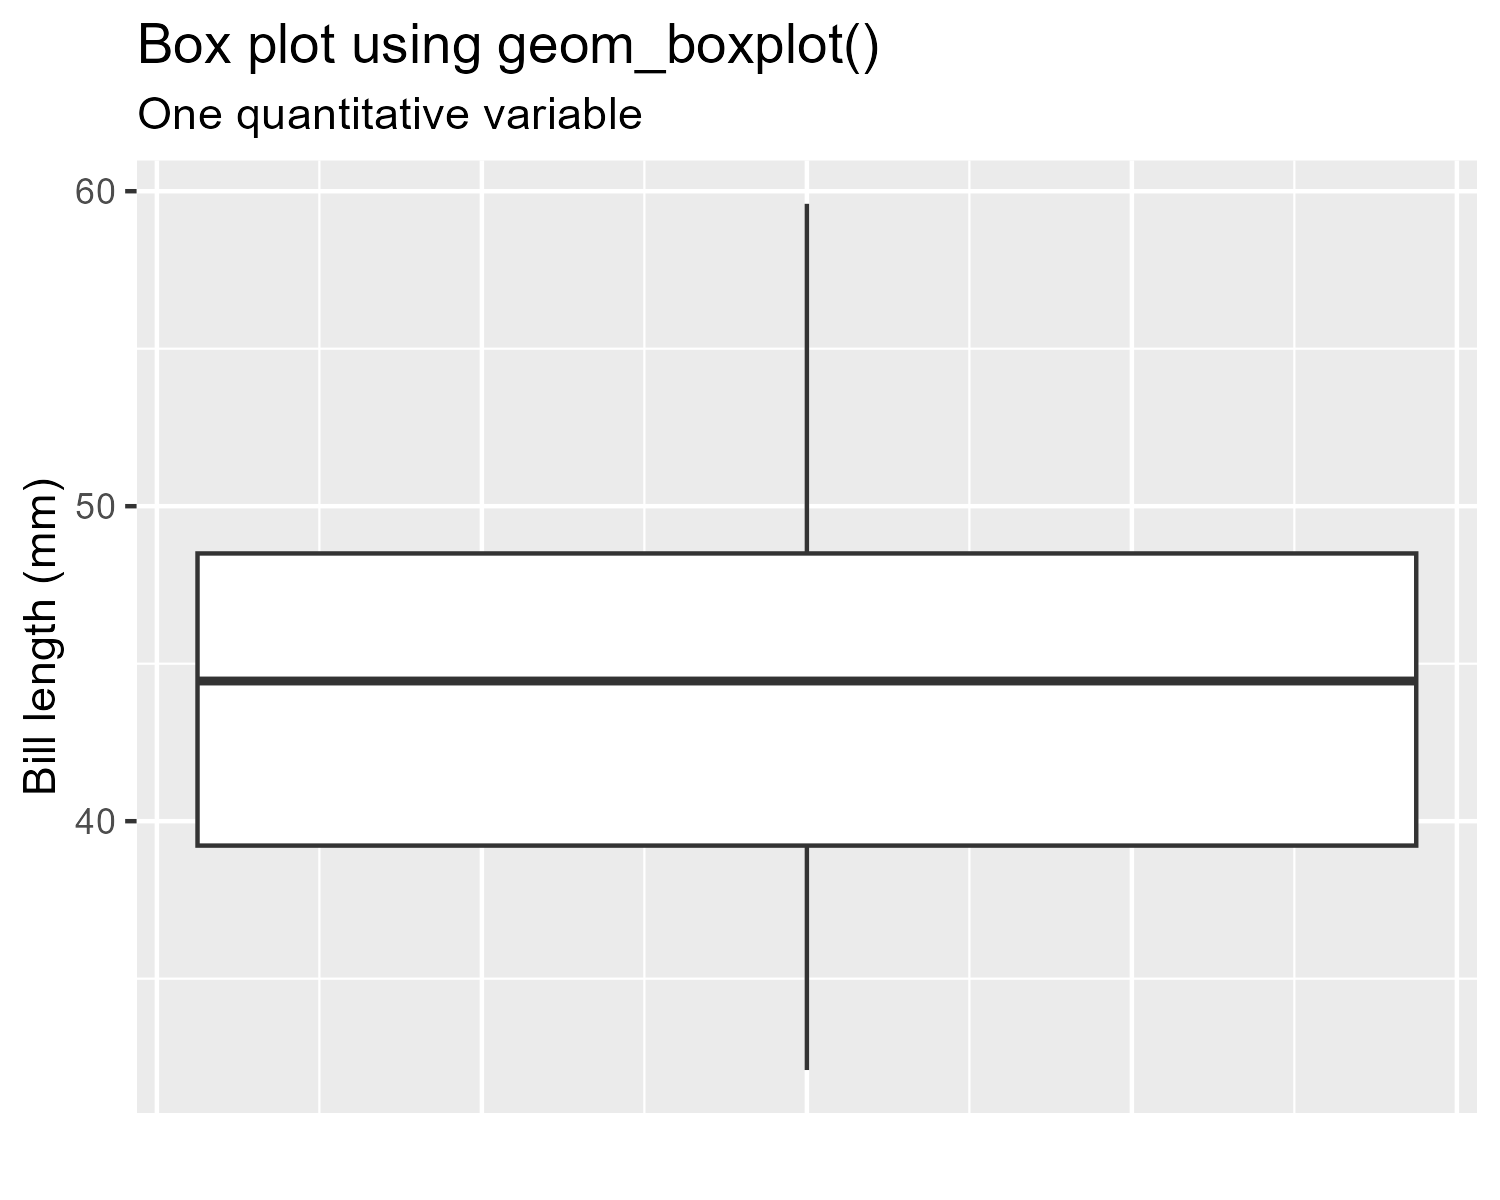 Box plot using geom_boxplot()
One quantitative variable
60
50
40
Bill length (mm)